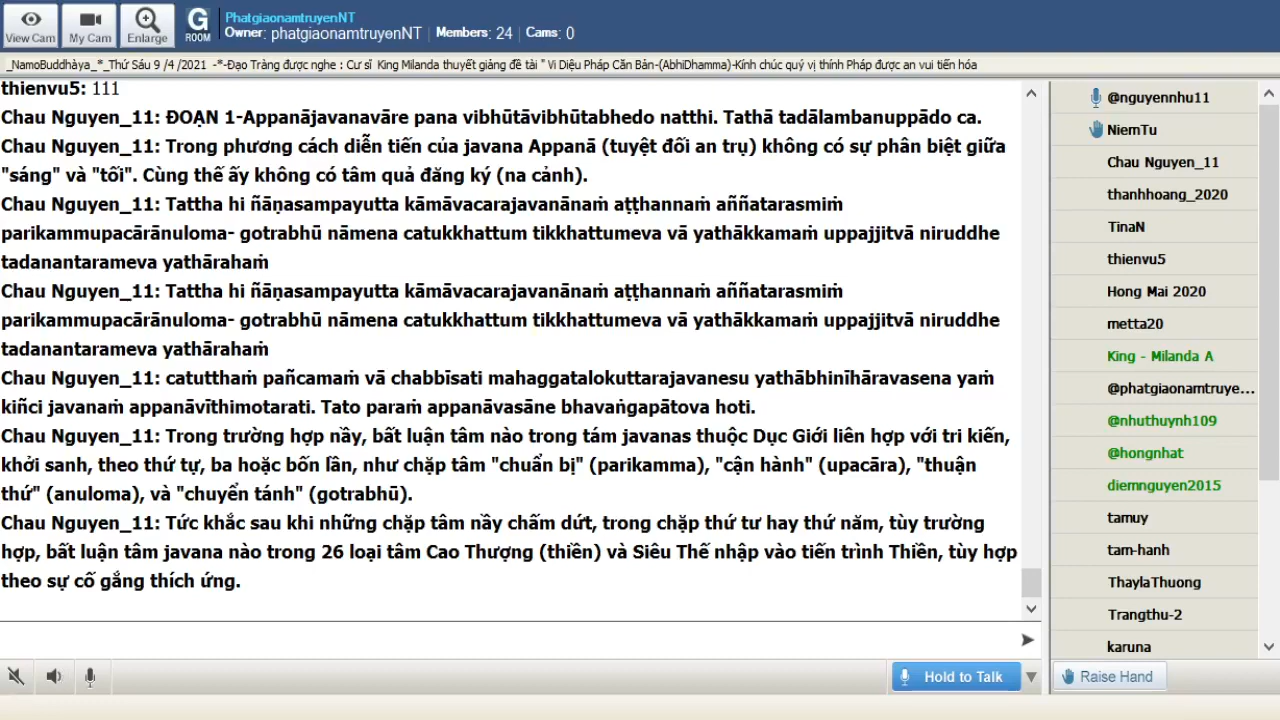 View Cam
My Cam
Enlarge
G
ROOM
PhatgiaonamtruyenNT
Owner: phatgiaonamtruyenNT | Members: 24 | Cams: 0
_NamoBuddhàya_*_Thứ Sáu 9 /4 /2021 -*-Đạo Tràng được nghe : Cư sĩ King Milanda thuyết giảng đề tài " Vi Diệu Pháp Căn Bản-(AbhiDhamma)-Kính chúc quý vị thính Pháp được an vui tiến hóa
thienvu5: 111
Chau Nguyen_11: ĐOẠN 1-Appanājavanavāre pana vibhūtāvibhūtabhedo natthi. Tathā tadālambanuppādo ca.
Chau Nguyen_11: Trong phương cách diễn tiến của javana Appanā (tuyệt đối an trụ) không có sự phân biệt giữa
"sáng" và "tối". Cùng thế ấy không có tâm quả đăng ký (na cảnh).
Chau Nguyen_11: Tattha hi ñāṇasampayutta kāmāvacarajavanānaṁ aṭṭhannaṁ aññatarasmiṁ
parikammupacārānuloma- gotrabhū nāmena catukkhattum tikkhattumeva vā yathākkamaṁ uppajjitvā niruddhe
tadanantarameva yathārahaṁ
Chau Nguyen_11: Tattha hi ñāṇasampayutta kāmāvacarajavanānaṁ aṭṭhannaṁ aññatarasmiṁ
parikammupacārānuloma- gotrabhū nāmena catukkhattum tikkhattumeva vā yathākkamaṁ uppajjitvā niruddhe
tadanantarameva yathārahaṁ
Chau Nguyen_11: catutthaṁ pañcamaṁ vā chabbīsati mahaggatalokuttarajavanesu yathābhinīhāravasena yaṁ
kiñci javanaṁ appanāvīthimotarati. Tato paraṁ appanāvasāne bhavaṅgapātova hoti.
Chau Nguyen_11: Trong trường hợp nầy, bất luận tâm nào trong tám javanas thuộc Dục Giới liên hợp với tri kiến,
khởi sanh, theo thứ tự, ba hoặc bốn lần, như chặp tâm "chuẩn bị" (parikamma), "cận hành" (upacāra), "thuận
thứ" (anuloma), và "chuyển tánh" (gotrabhū).
Chau Nguyen_11: Tức khắc sau khi những chặp tâm nầy chấm dứt, trong chặp thứ tư hay thứ năm, tùy trường
hợp, bất luận tâm javana nào trong 26 loại tâm Cao Thượng (thiền) và Siêu Thế nhập vào tiến trình Thiền, tùy hợp
theo sự cố gắng thích ứng.
@nguyennhu11
NiemTu
Chau Nguyen_11
thanhhoang_2020
TinaN
thienvu5
Hong Mai 2020
metta20
King - Milanda A
@phatgiaonamtruye...
@nhuthuynh109
@hongnhat
diemnguyen2015
tamuy
tam-hanh
ThaylaThuong
Trangthu-2
karuna
Hold to Talk
Raise Hand